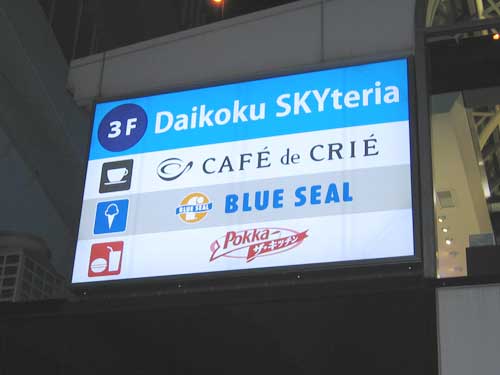 3F Daikoku SKYteria
CAFÉ de CRIÉ
BLUE SEAL BLUE SEAL
Pokka
ザ・キッチン